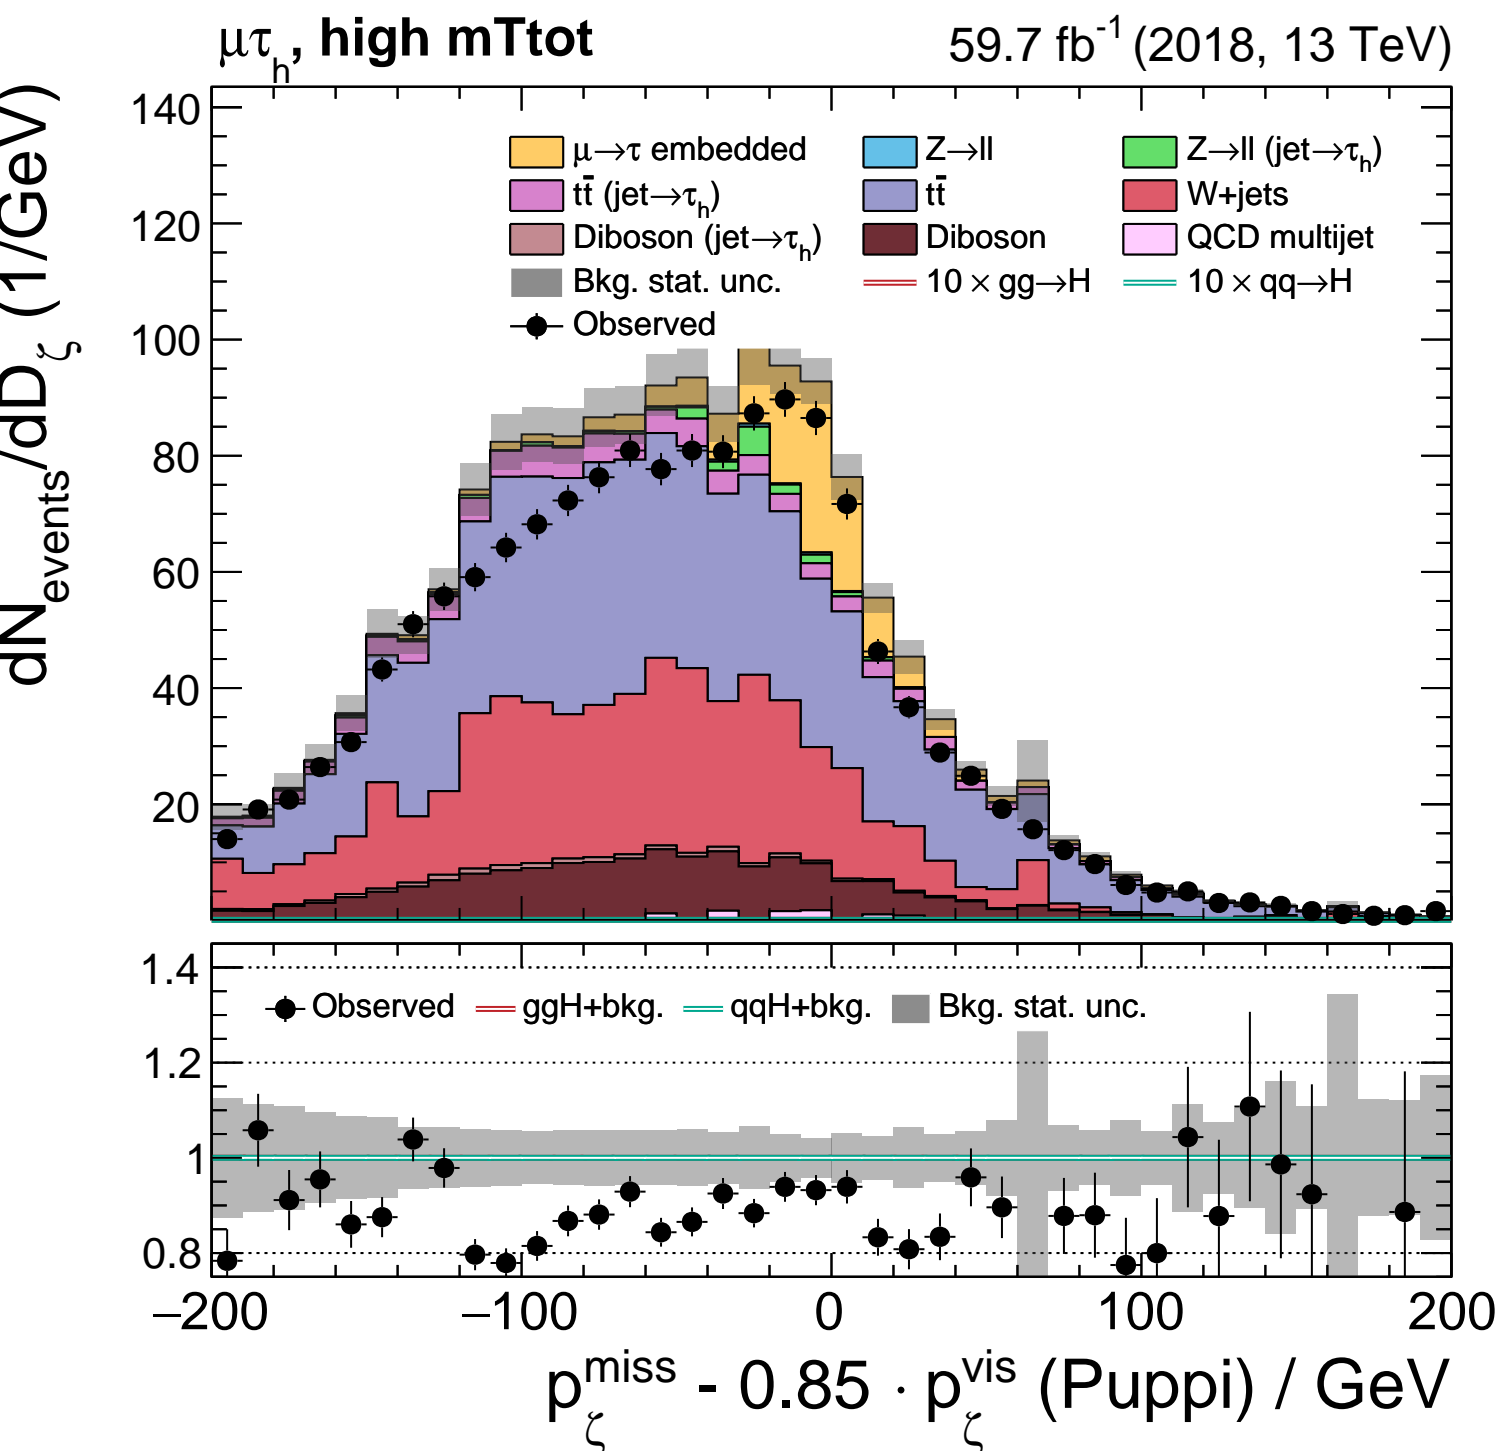 μτh, high mTtot
59.7 fb-1 (2018, 13 TeV)
dNevents/dDζ (1/GeV)
140
120
100
80
60
40
20
μ→τ embedded
Z→ll
Z→ll (jet→τh)
tt̄ (jet→τh)
tt̄
W+jets
Diboson (jet→τh)
Diboson
QCD multijet
Bkg. stat. unc.
10 × gg→H
10 × qq→H
Observed
1.4
1.2
1
0.8
Observed
ggH+bkg.
qqH+bkg.
Bkg. stat. unc.
−200
−100
0
100
200
pζmiss - 0.85 · pζvis (Puppi) / GeV